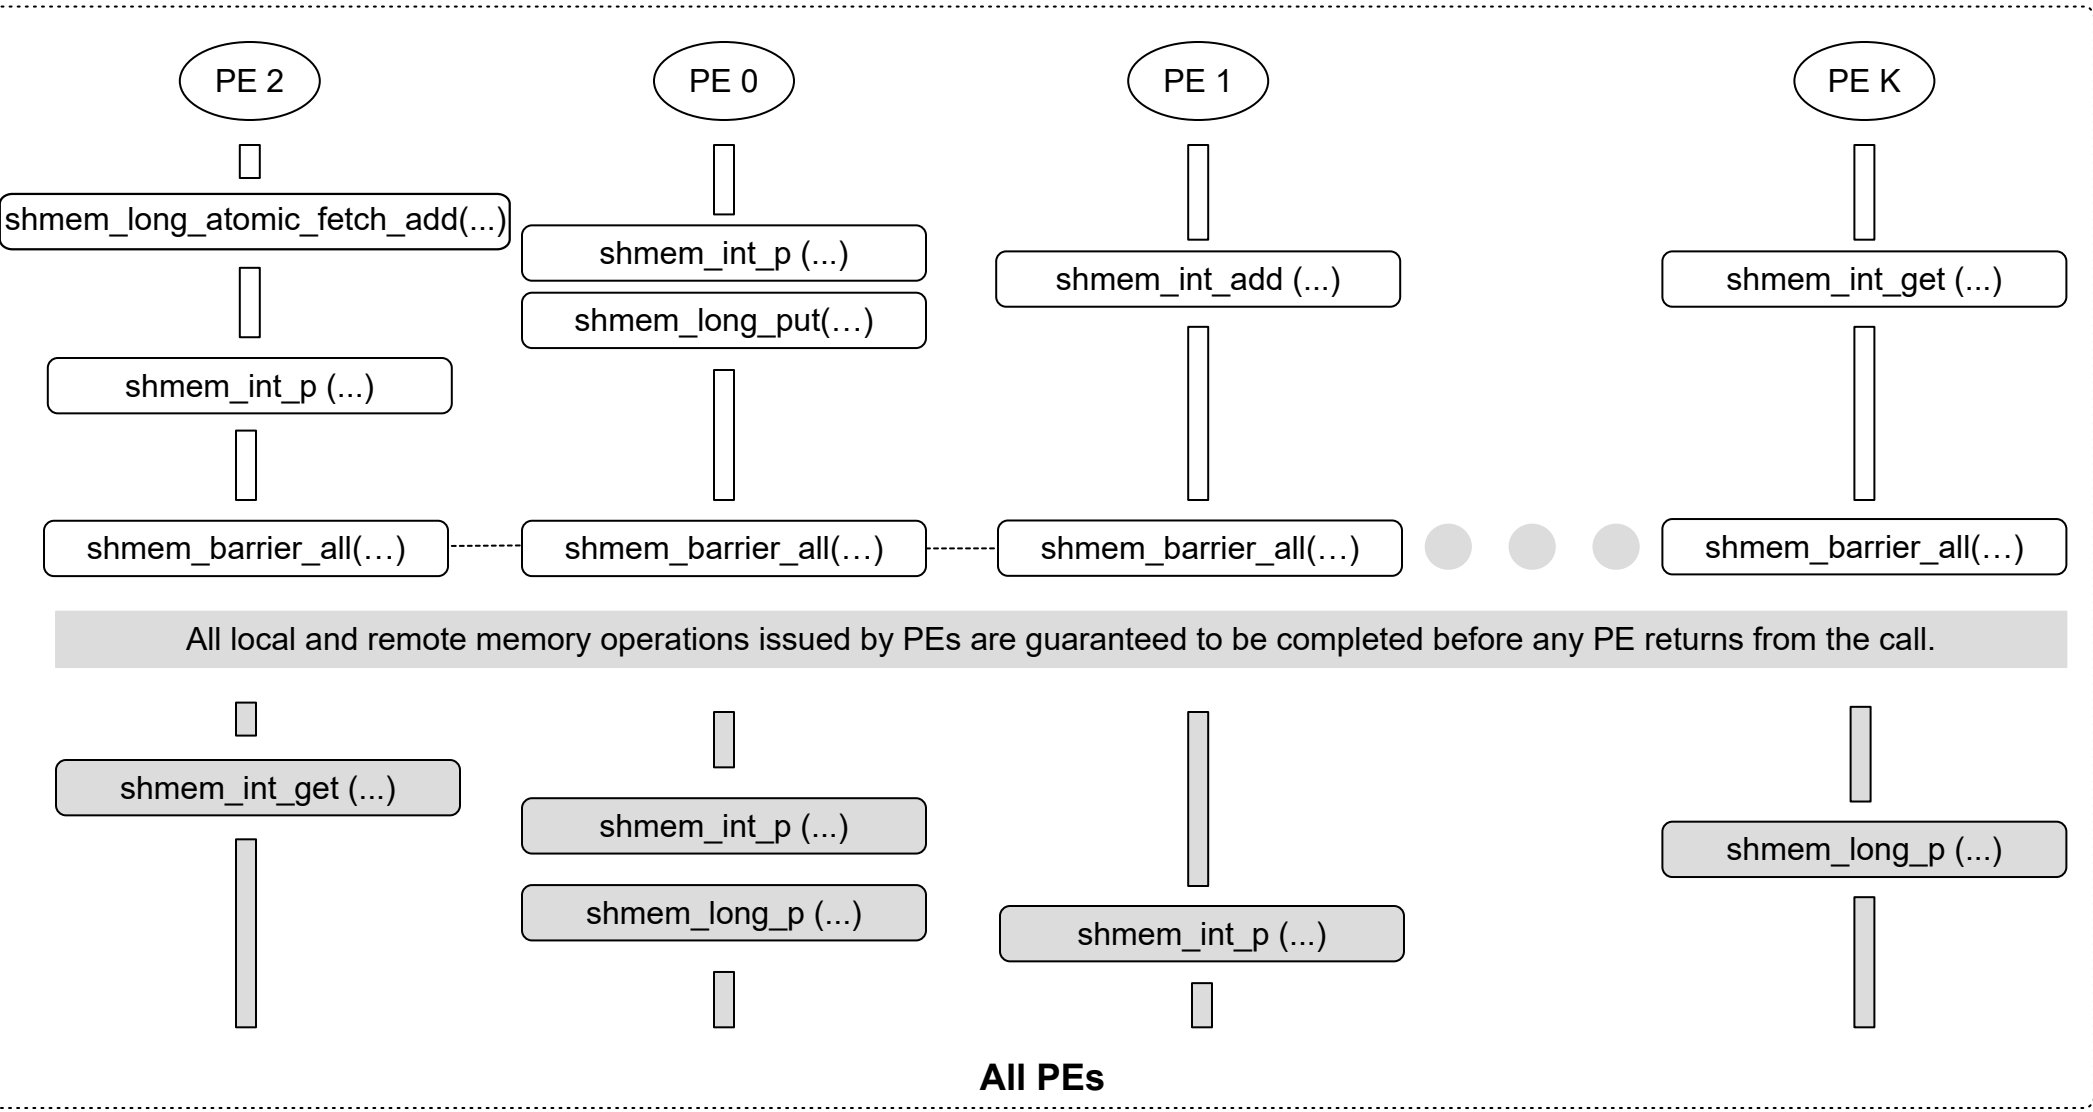 PE 2
PE 0
PE 1
PE K
shmem_long_atomic_fetch_add(...)
shmem_int_p (...)
shmem_int_add (...)
shmem_int_get (...)
shmem_long_put(…)
shmem_int_p (...)
shmem_barrier_all(…)
shmem_barrier_all(…)
shmem_barrier_all(…)
shmem_barrier_all(…)
All local and remote memory operations issued by PEs are guaranteed to be completed before any PE returns from the call.
shmem_int_get (...)
shmem_int_p (...)
shmem_long_p (...)
shmem_long_p (...)
shmem_int_p (...)
All PEs